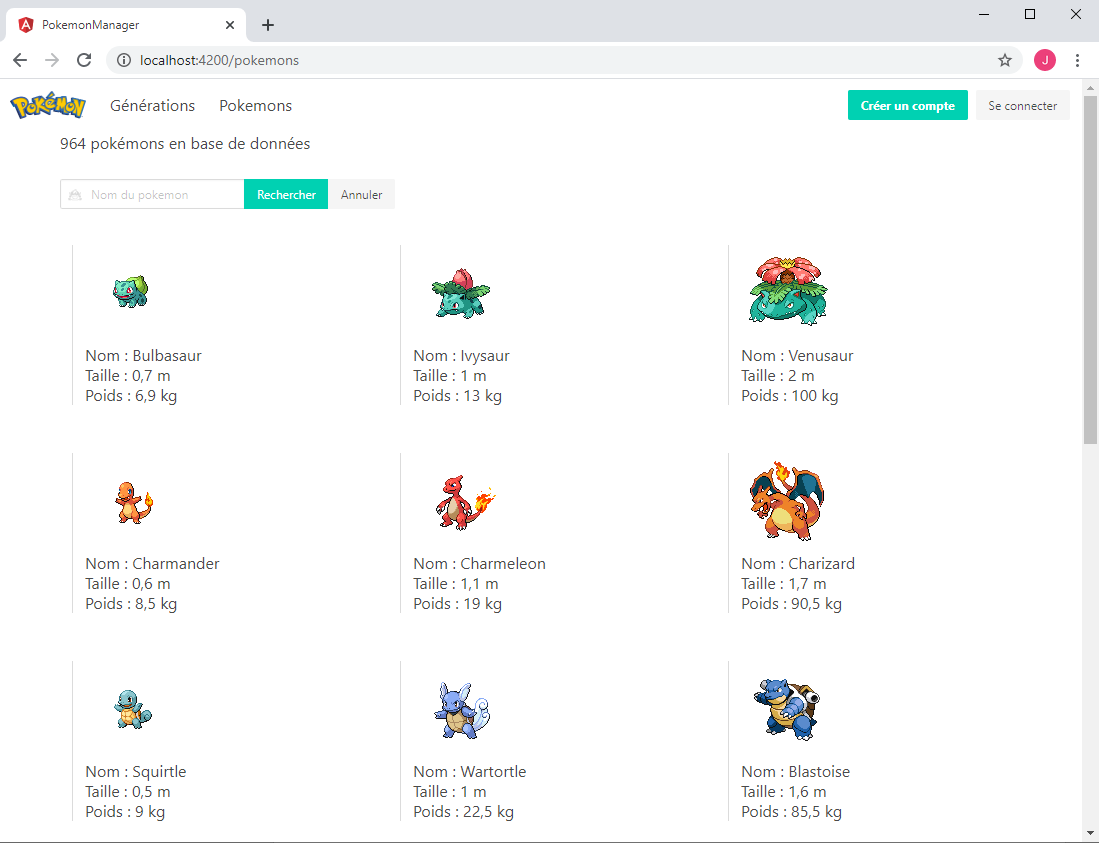 PokemonManager
localhost:4200/pokemons
J
POKéMON
Générations
Pokemons
Créer un compte
Se connecter
964 pokémons en base de données
Nom du pokemon
Rechercher
Annuler
Nom : Bulbasaur
Taille : 0,7 m
Poids : 6,9 kg
Nom : Ivysaur
Taille : 1 m
Poids : 13 kg
Nom : Venusaur
Taille : 2 m
Poids : 100 kg
Nom : Charmander
Taille : 0,6 m
Poids : 8,5 kg
Nom : Charmeleon
Taille : 1,1 m
Poids : 19 kg
Nom : Charizard
Taille : 1,7 m
Poids : 90,5 kg
Nom : Squirtle
Taille : 0,5 m
Poids : 9 kg
Nom : Wartortle
Taille : 1 m
Poids : 22,5 kg
Nom : Blastoise
Taille : 1,6 m
Poids : 85,5 kg